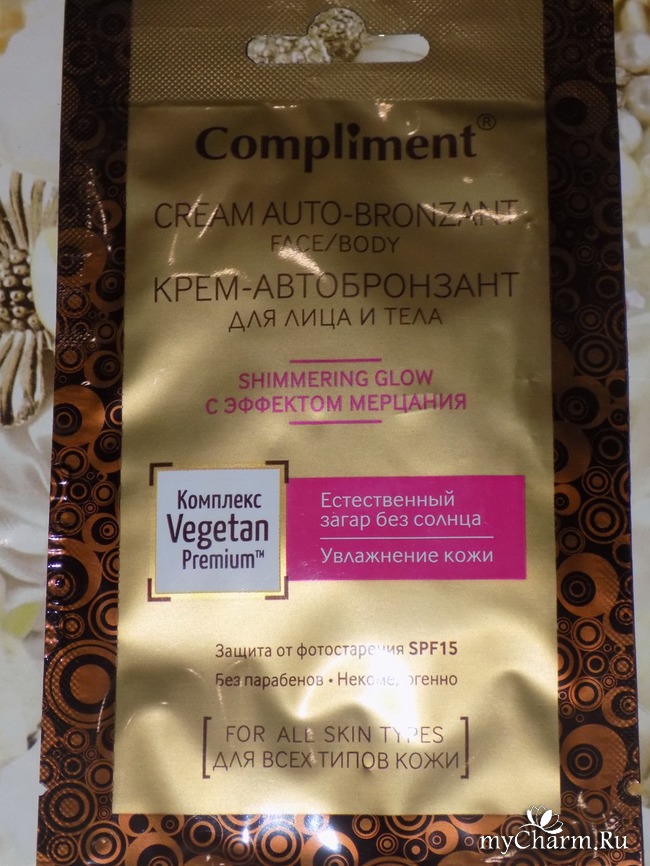 Compliment®
CREAM AUTO-BRONZANT
FACE/BODY
КРЕМ-АВТОБРОНЗАНТ
ДЛЯ ЛИЦА И ТЕЛА
SHIMMERING GLOW
С ЭФФЕКТОМ МЕРЦАНИЯ
Комплекс
Vegetan
Premium™
Естественный
загар без солнца
Увлажнение кожи
Защита от фотостарения SPF15
Без парабенов • Некомедогенно
FOR ALL SKIN TYPES
ДЛЯ ВСЕХ ТИПОВ КОЖИ
myCharm.Ru